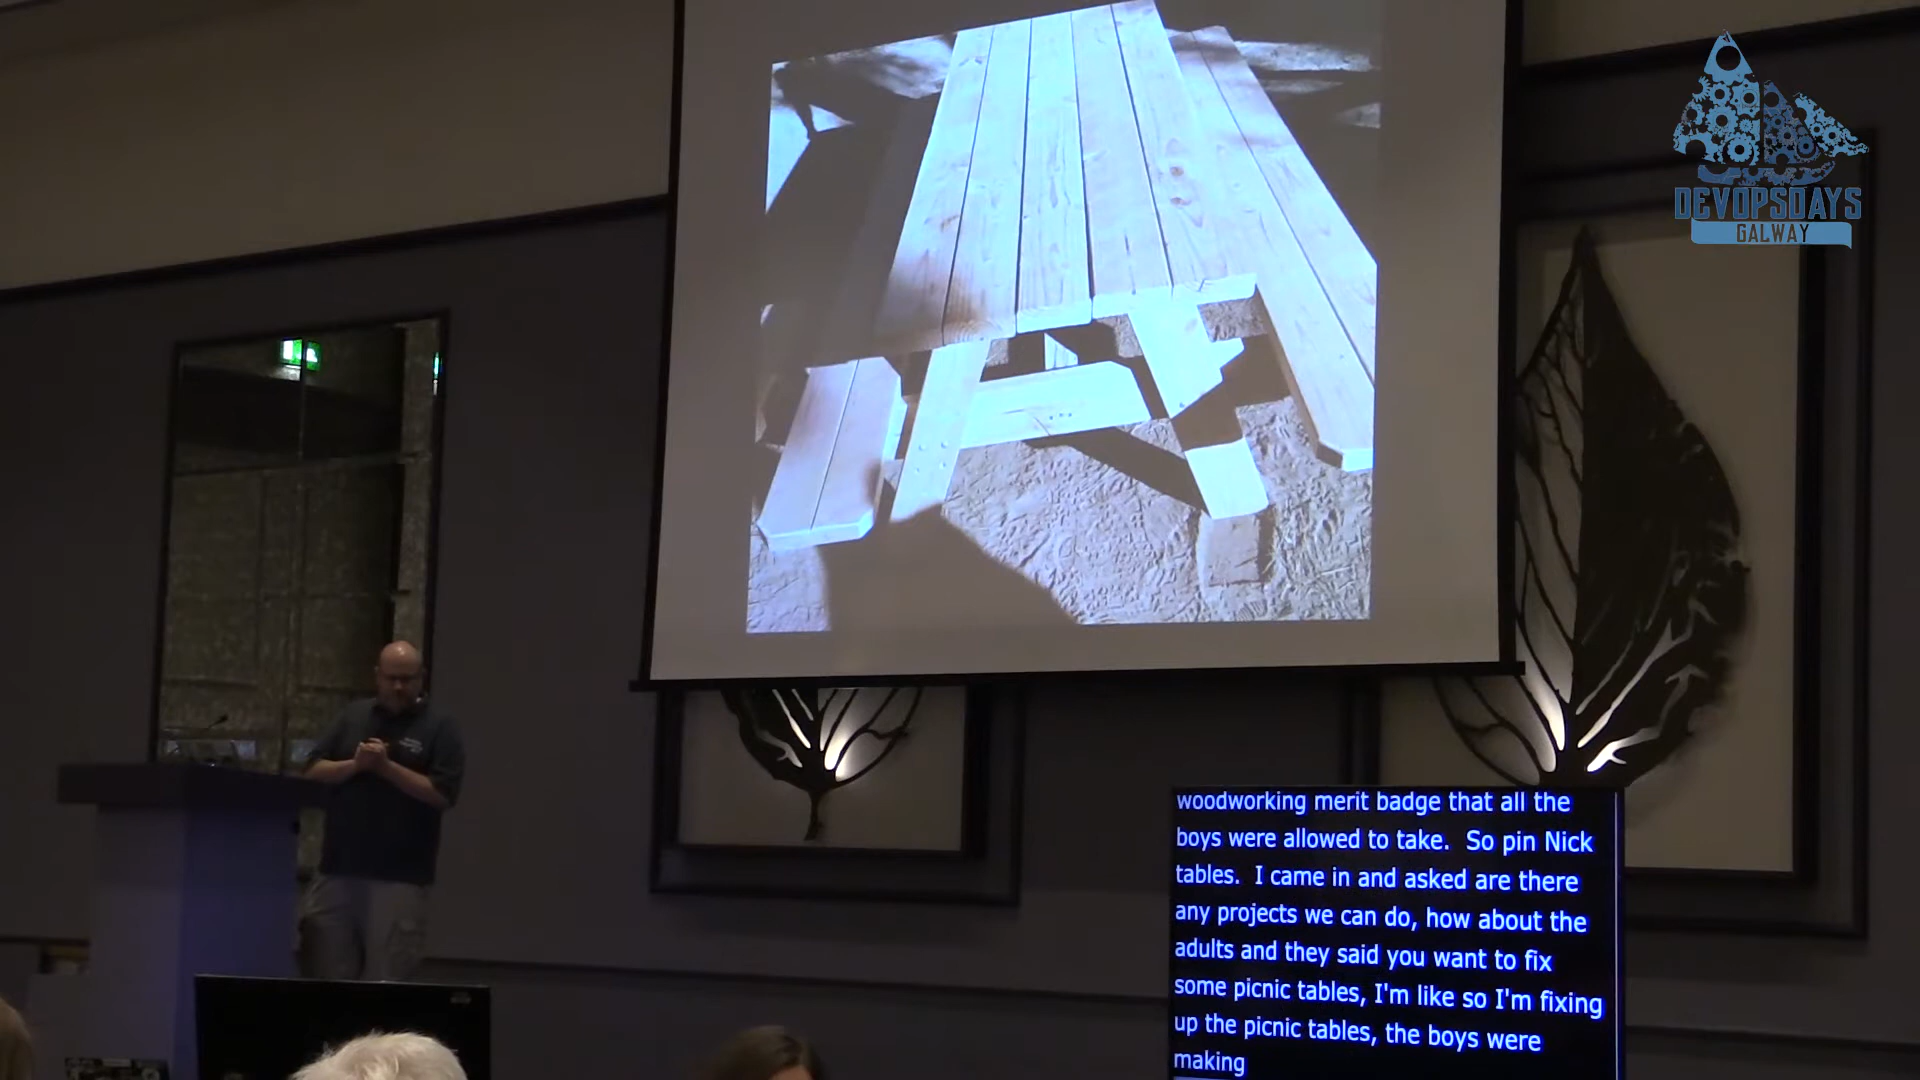 DEVOPSDAYS
GALWAY
woodworking merit badge that all the
boys were allowed to take.  So pin Nick
tables.  I came in and asked are there
any projects we can do, how about the
adults and they said you want to fix
some picnic tables, I'm like so I'm fixing
up the picnic tables, the boys were
making